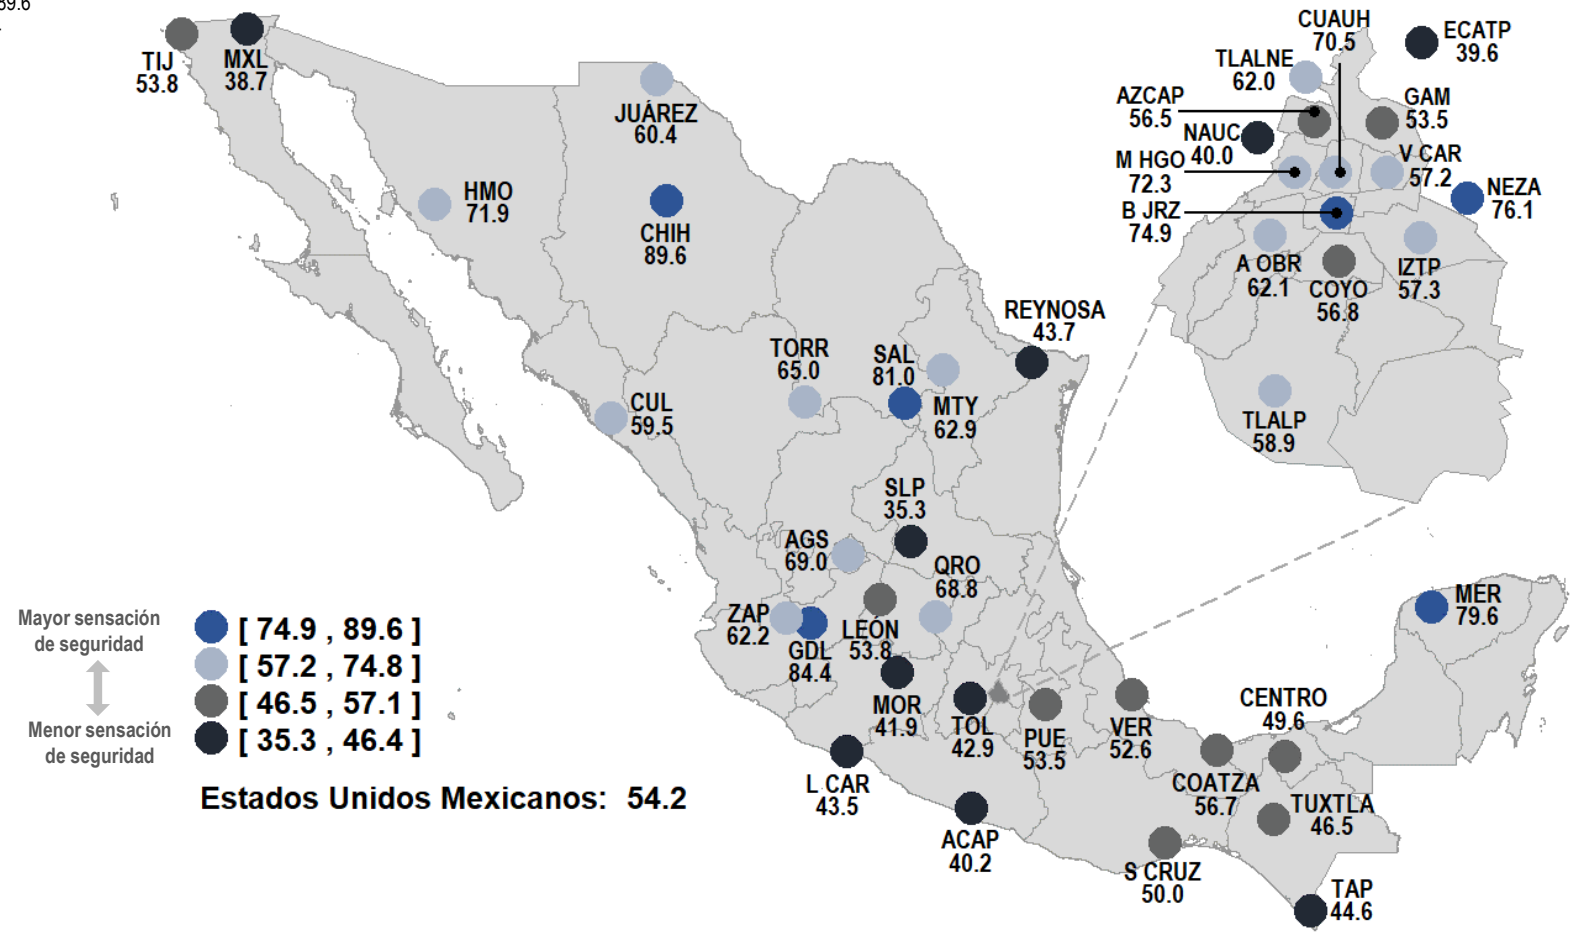 89.6
TIJ
53.8
MXL
38.7
JUÁREZ
60.4
HMO
71.9
CHIH
89.6
CUAUH
70.5
ECATP
39.6
TLALNE
62.0
AZCAP
56.5
GAM
53.5
NAUC
40.0
M HGO
72.3
V CAR
57.2
NEZA
76.1
B JRZ
74.9
A OBR
62.1
COYO
56.8
IZTP
57.3
TLALP
58.9
REYNOSA
43.7
TORR
65.0
SAL
81.0
MTY
62.9
CUL
59.5
SLP
35.3
AGS
69.0
QRO
68.8
ZAP
62.2
GDL
84.4
LEÓN
53.8
MOR
41.9
TOL
42.9
PUE
53.5
VER
52.6
L CAR
43.5
ACAP
40.2
CENTRO
49.6
COATZA
56.7
TUXTLA
46.5
S CRUZ
50.0
TAP
44.6
MER
79.6
Mayor sensación
de seguridad
Menor sensación
de seguridad
[ 74.9 , 89.6 ]
[ 57.2 , 74.8 ]
[ 46.5 , 57.1 ]
[ 35.3 , 46.4 ]
Estados Unidos Mexicanos: 54.2